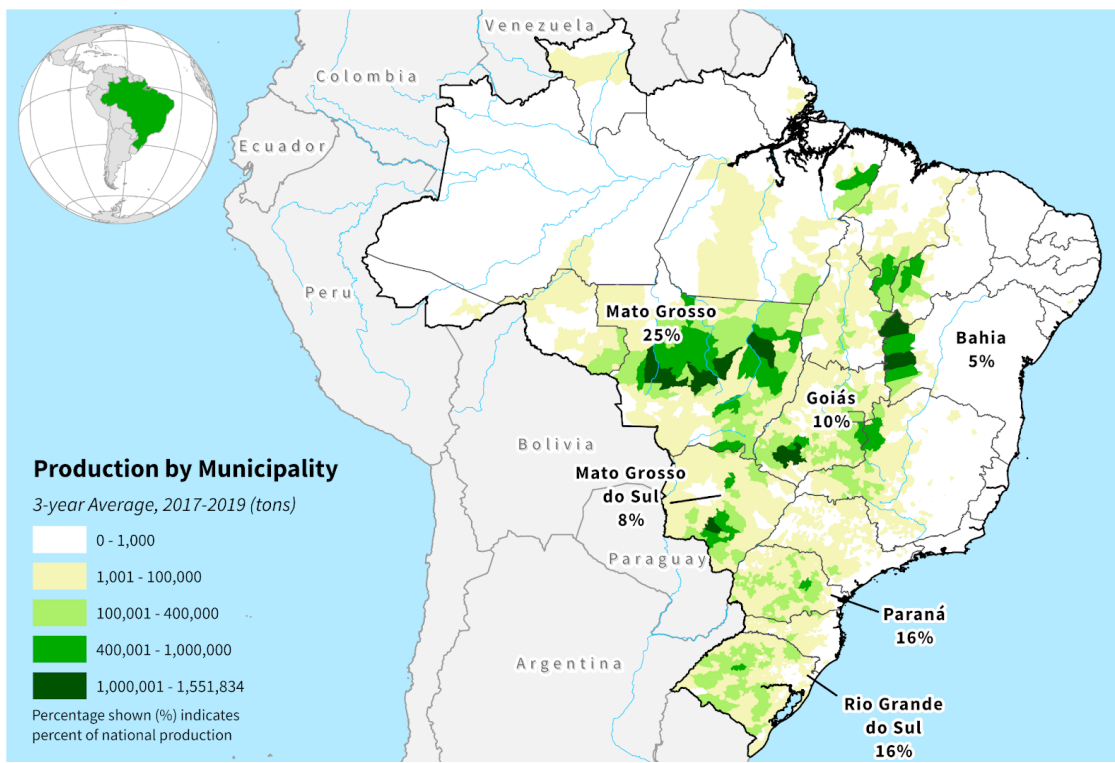 Venezuela
Colombia
Ecuador
Peru
Mato Grosso
25%
Bahia
5%
Goiás
10%
Bolivia
Mato Grosso
do Sul
8%
Paraguay
Paraná
16%
Argentina
Rio Grande
do Sul
16%
Production by Municipality
3-year Average, 2017-2019 (tons)
0 - 1,000
1,001 - 100,000
100,001 - 400,000
400,001 - 1,000,000
1,000,001 - 1,551,834
Percentage shown (%) indicates
percent of national production